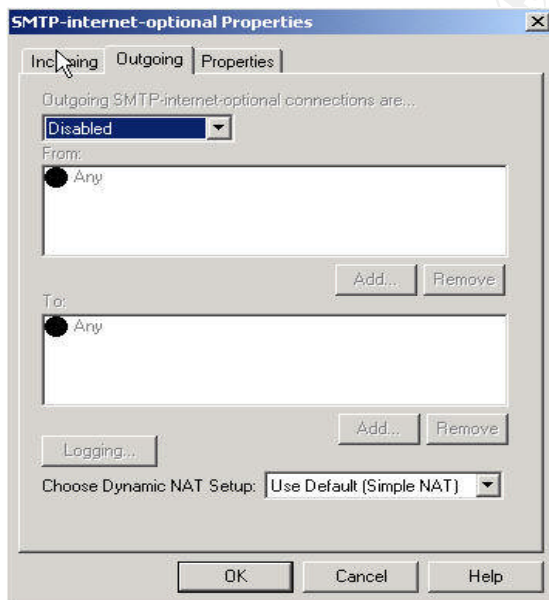 SMTP-internet-optional Properties
Incoming Outgoing Properties
Outgoing SMTP-internet-optional connections are...
Disabled
From:
Any
Add... Remove
To:
Any
Add... Remove
Logging...
Choose Dynamic NAT Setup: Use Default (Simple NAT)
OK Cancel Help